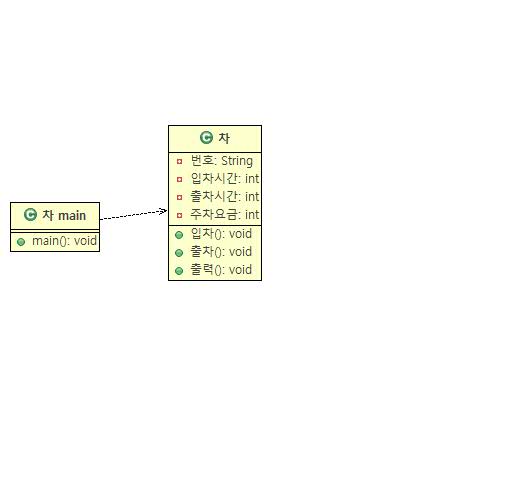 차 main
main(): void
차
번호: String
입차시간: int
출차시간: int
주차요금: int
입차(): void
출차(): void
출력(): void